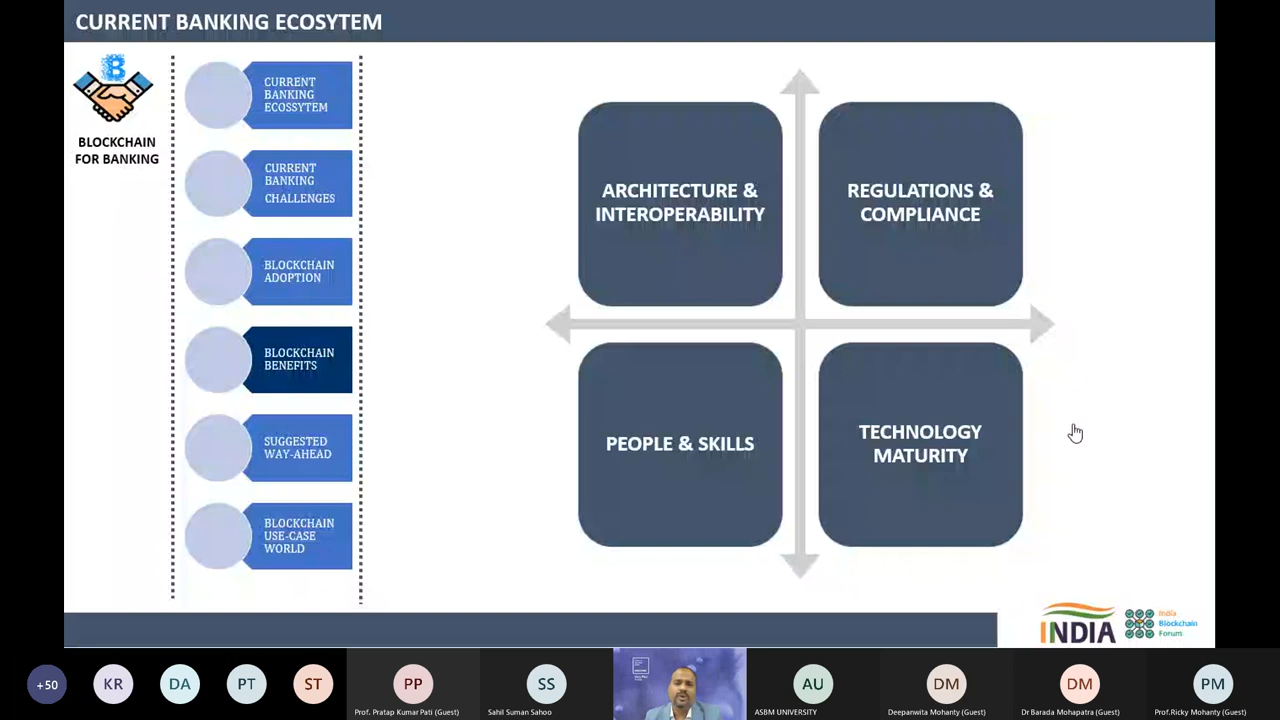 CURRENT BANKING ECOSYTEM
BLOCKCHAIN
FOR BANKING
CURRENT
BANKING
ECOSSYTEM
CURRENT
BANKING
CHALLENGES
BLOCKCHAIN
ADOPTION
BLOCKCHAIN
BENEFITS
SUGGESTED
WAY-AHEAD
BLOCKCHAIN
USE-CASE
WORLD
ARCHITECTURE &
INTEROPERABILITY
REGULATIONS &
COMPLIANCE
PEOPLE & SKILLS
TECHNOLOGY
MATURITY
INDIA
India
Blockchain
Forum
+50
KR
DA
PT
ST
PP
Prof. Pratap Kumar Pati (Guest)
SS
Sahil Suman Sahoo
AU
ASBM UNIVERSITY
DM
Deepanwita Mohanty (Guest)
DM
Dr Barada Mohapatra (Guest)
PM
Prof.Ricky Mohanty (Guest)